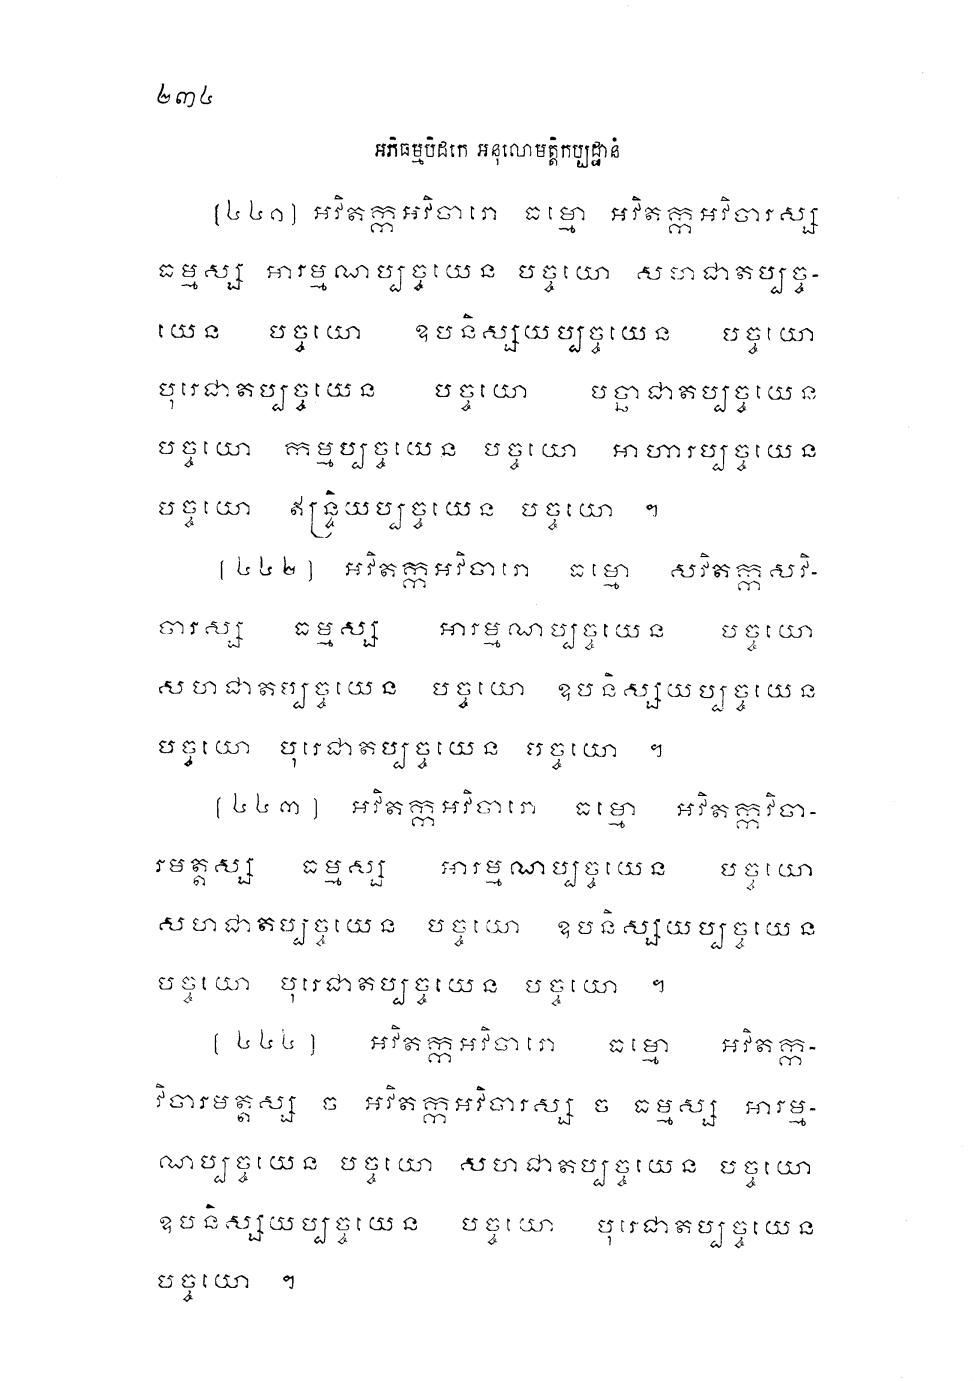 ២៣៤
អភិធម្មបិដកេ អនុលោមត្តិកប្បដ្ឋានំ
(៤៤១) អវិតក្កអវិចារោ ធម្មោ អវិតក្កអវិចារស្ស
ធម្មស្ស អារម្មណប្បច្ចយេន បច្ចយោ សហជាតប្បច្ច-
យេន បច្ចយោ ឧបនិស្សយប្បច្ចយេន បច្ចយោ
បុរេជាតប្បច្ចយេន បច្ចយោ បច្ឆាជាតប្បច្ចយេន
បច្ចយោ កម្មប្បច្ចយេន បច្ចយោ អាហារប្បច្ចយេន
បច្ចយោ ឥន្ទ្រិយប្បច្ចយេន បច្ចយោ ។
(៤៤២) អវិតក្កអវិចារោ ធម្មោ សវិតក្កសវិ-
ចារស្ស ធម្មស្ស អារម្មណប្បច្ចយេន បច្ចយោ
សហជាតប្បច្ចយេន បច្ចយោ ឧបនិស្សយប្បច្ចយេន
បច្ចយោ បុរេជាតប្បច្ចយេន បច្ចយោ ។
(៤៤៣) អវិតក្កអវិចារោ ធម្មោ អវិតក្កវិចា-
រមត្តស្ស ធម្មស្ស អារម្មណប្បច្ចយេន បច្ចយោ
សហជាតប្បច្ចយេន បច្ចយោ ឧបនិស្សយប្បច្ចយេន
បច្ចយោ បុរេជាតប្បច្ចយេន បច្ចយោ ។
(៤៤៤) អវិតក្កអវិចារោ ធម្មោ អវិតក្ក-
វិចារមត្តស្ស ច អវិតក្កអវិចារស្ស ច ធម្មស្ស អារម្ម-
ណប្បច្ចយេន បច្ចយោ សហជាតប្បច្ចយេន បច្ចយោ
ឧបនិស្សយប្បច្ចយេន បច្ចយោ បុរេជាតប្បច្ចយេន
បច្ចយោ ។